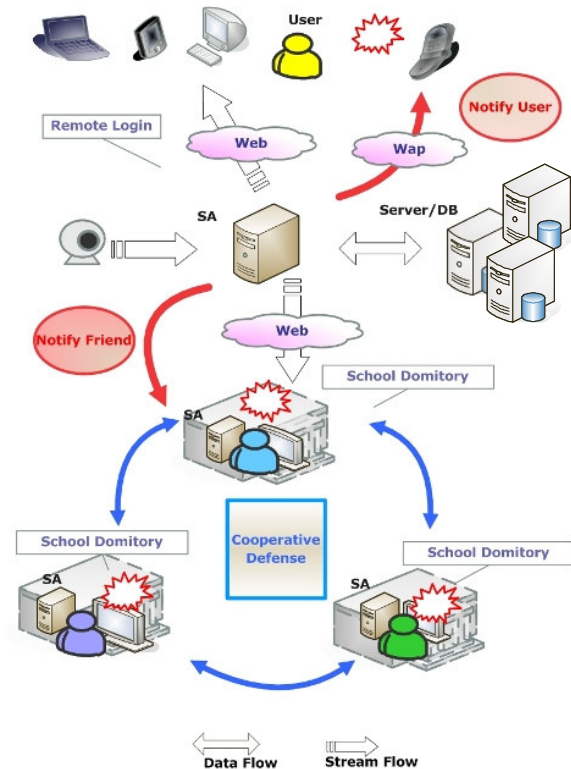 User
Notify User
Remote Login
Web
Wap
SA
Server/DB
Notify Friend
Web
School Domitory
SA
School Domitory
Cooperative
Defense
School Domitory
SA
SA
Data Flow
Stream Flow